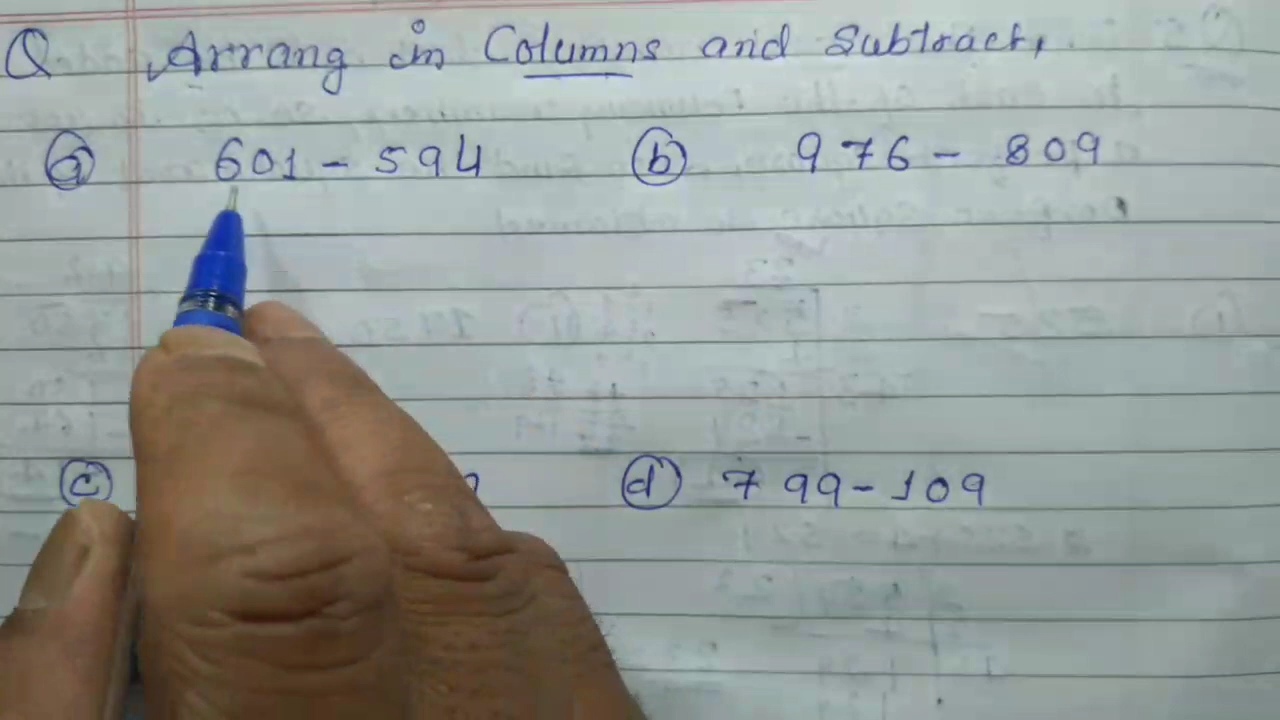 Q Arrang in Columns and Subtract,
a 601 - 594 b 976 - 809
c d 799 - 109